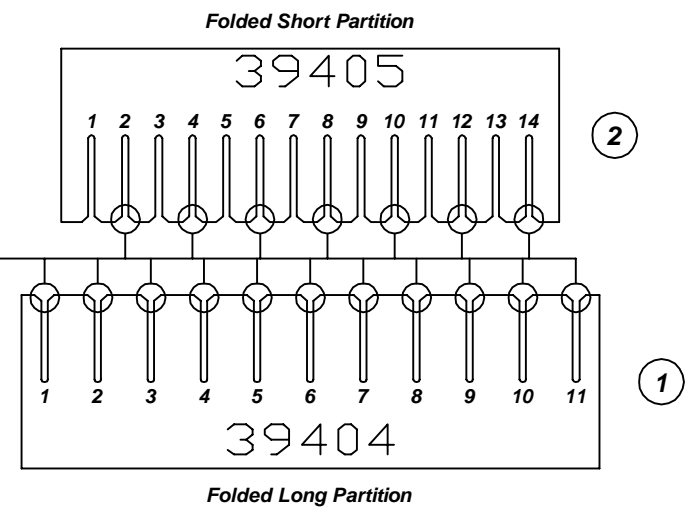 Folded Short Partition
39405
1 2 3 4 5 6 7 8 9 10 11 12 13 14
2
1 2 3 4 5 6 7 8 9 10 11
1
39404
Folded Long Partition